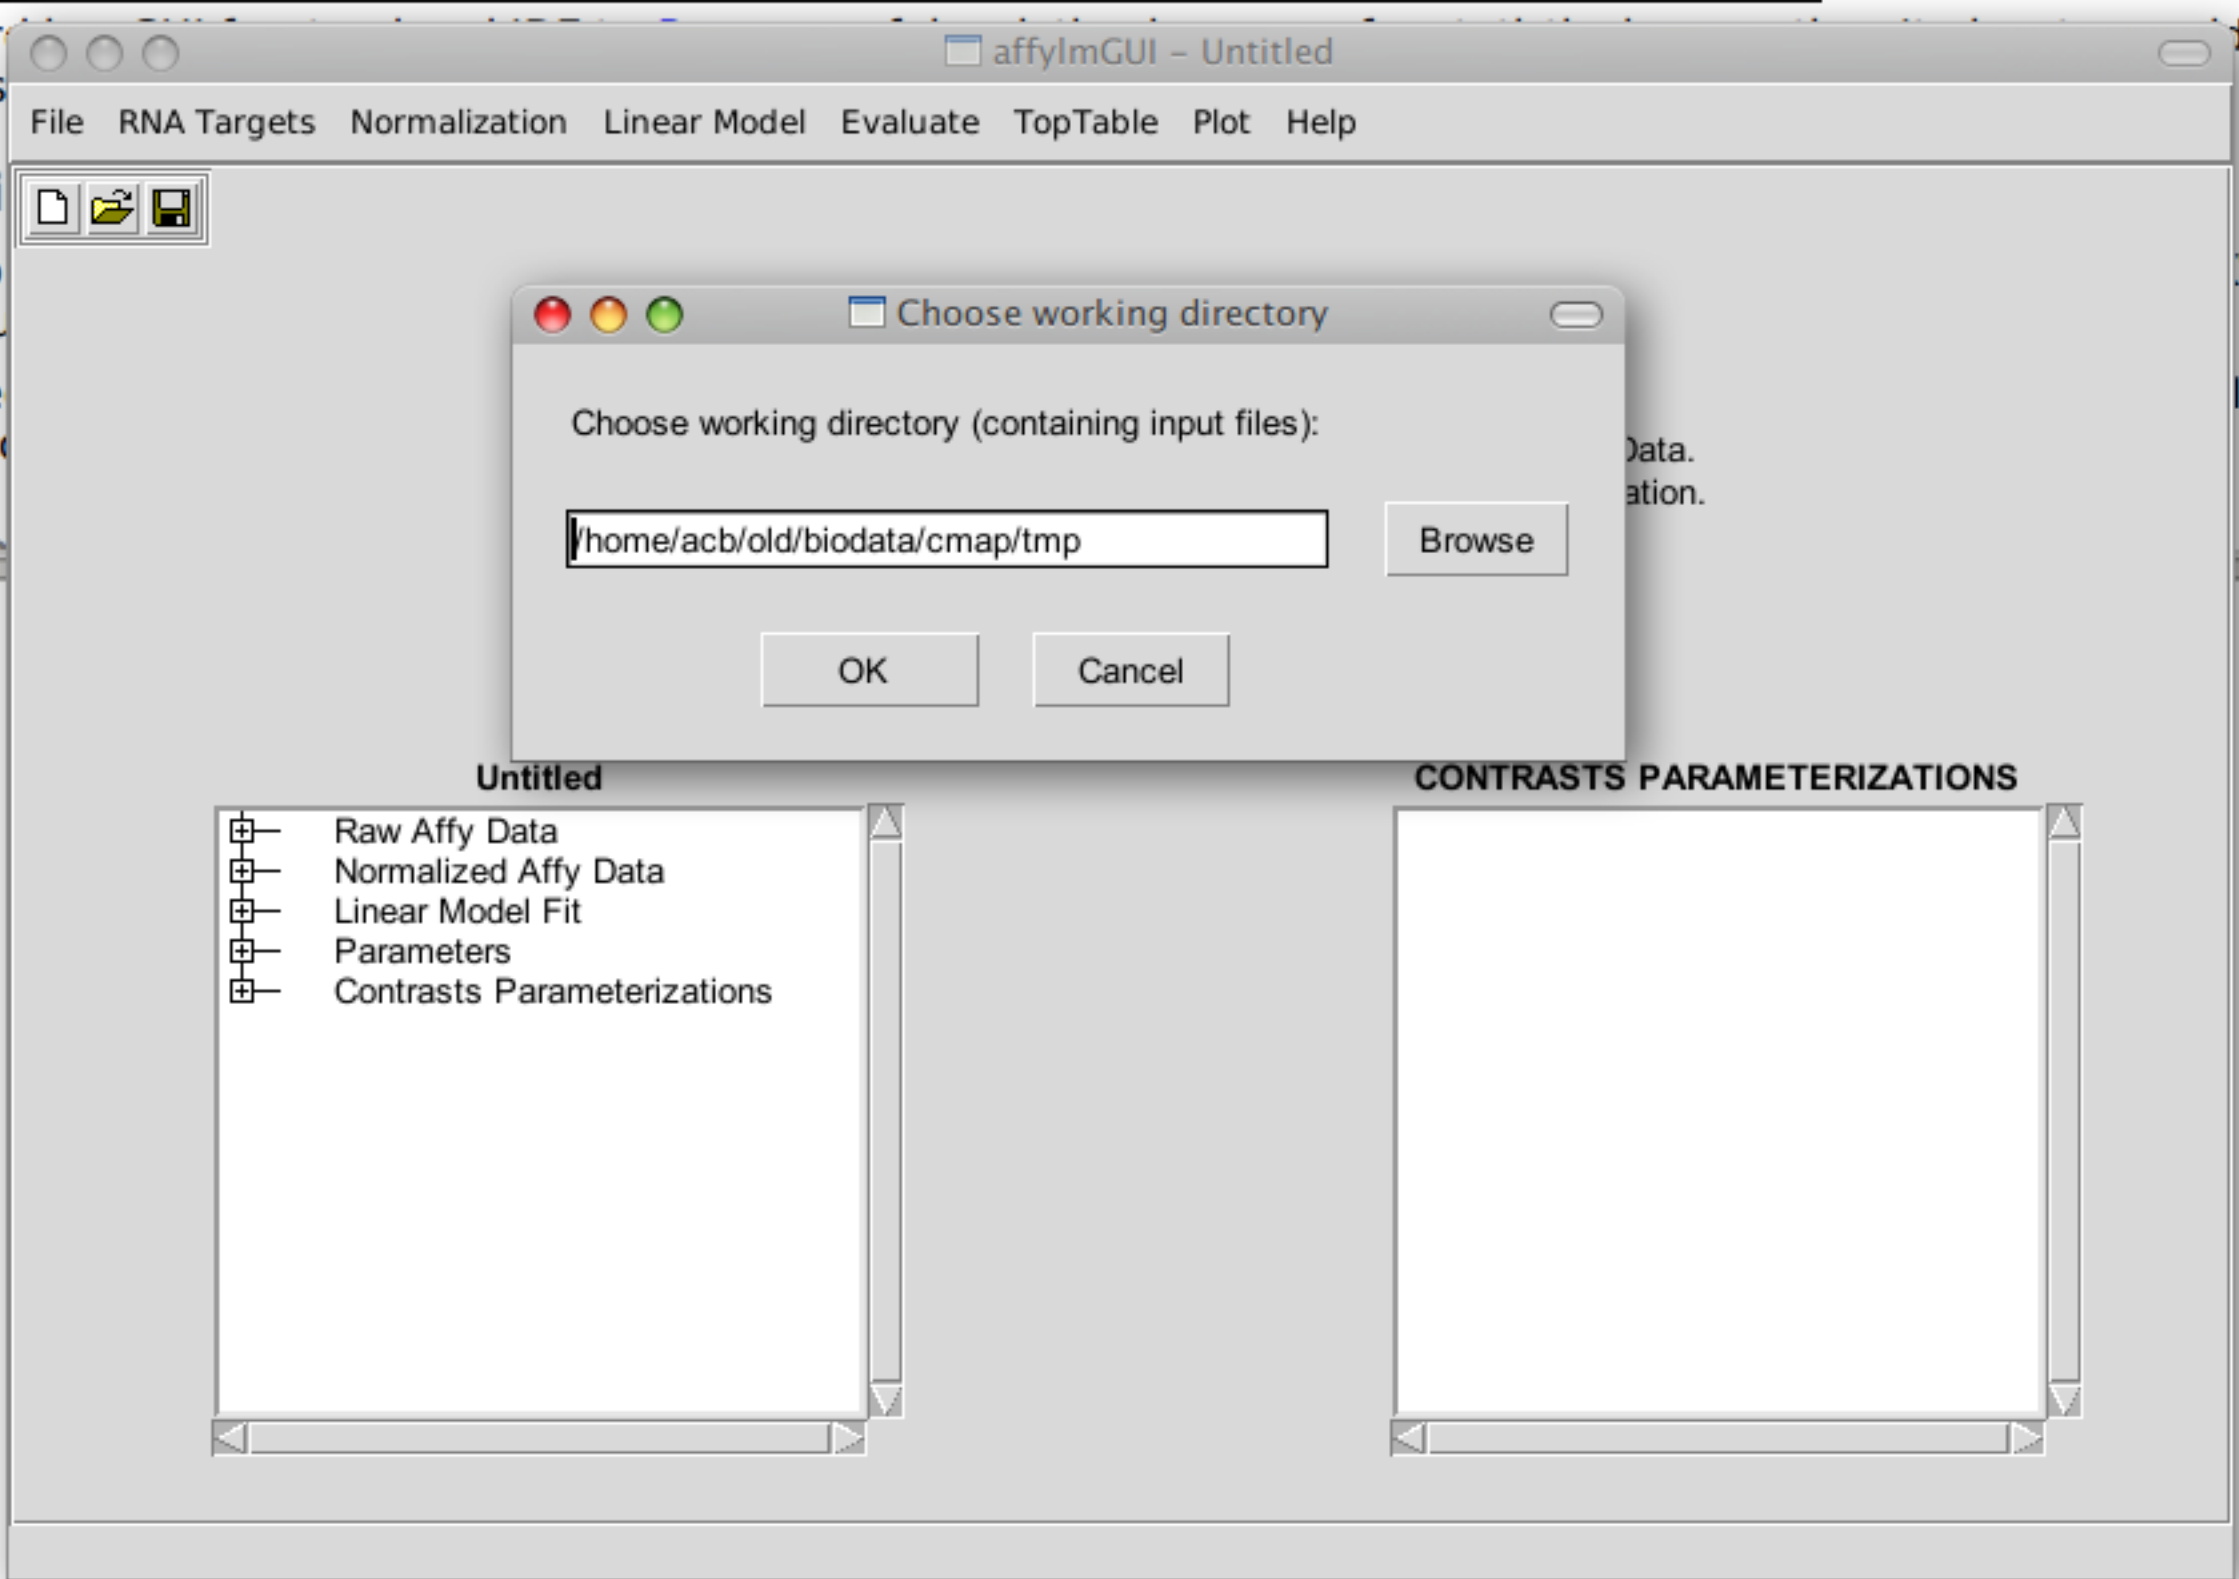 affylmGUI – Untitled
File RNA Targets Normalization Linear Model Evaluate TopTable Plot Help
Choose working directory
Choose working directory (containing input files):
Data.
ation.
/home/acb/old/biodata/cmap/tmp
Browse
OK Cancel
Untitled
Raw Affy Data
Normalized Affy Data
Linear Model Fit
Parameters
Contrasts Parameterizations
CONTRASTS PARAMETERIZATIONS